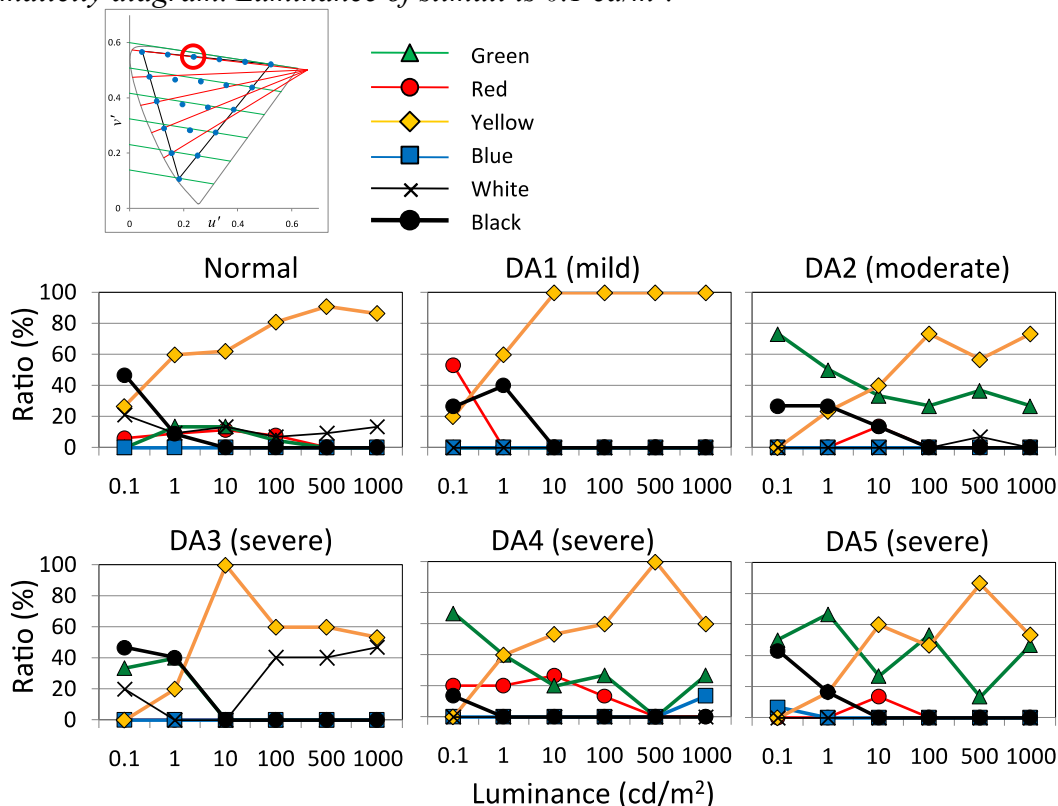 maticity diagram. Luminance of stimuli is 0.1 cd/m².
0.6
0.4
0.2
0
v'
0 0.2 u' 0.4 0.6
Green
Red
Yellow
Blue
White
Black
Normal DA1 (mild) DA2 (moderate)
Ratio (%)
100
80
60
40
20
0
0.1 1 10 100 500 1000 0.1 1 10 100 500 1000 0.1 1 10 100 500 1000
DA3 (severe) DA4 (severe) DA5 (severe)
Ratio (%)
100
80
60
40
20
0
0.1 1 10 100 500 1000 0.1 1 10 100 500 1000 0.1 1 10 100 500 1000
Luminance (cd/m²)